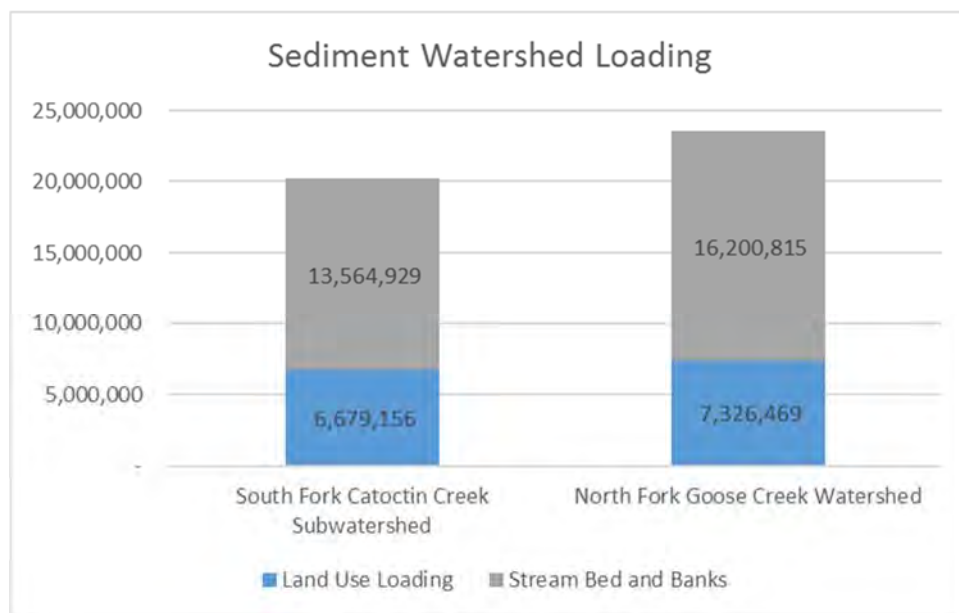 Sediment Watershed Loading
25,000,000
20,000,000
15,000,000
10,000,000
5,000,000
-
13,564,929
6,679,156
16,200,815
7,326,469
South Fork Catoctin Creek
Subwatershed
North Fork Goose Creek Watershed
Land Use Loading
Stream Bed and Banks